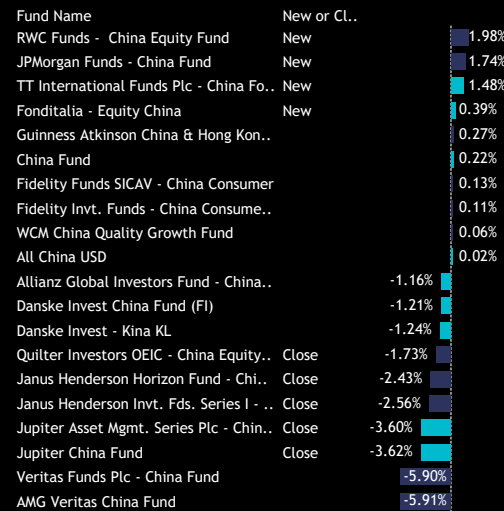 Fund Name New or Cl..
RWC Funds - China Equity Fund New 1.98%
JPMorgan Funds - China Fund New 1.74%
TT International Funds Plc - China Fo.. New 1.48%
Fonditalia - Equity China New 0.39%
Guinness Atkinson China & Hong Kon.. 0.27%
China Fund 0.22%
Fidelity Funds SICAV - China Consumer 0.13%
Fidelity Invt. Funds - China Consume.. 0.11%
WCM China Quality Growth Fund 0.06%
All China USD 0.02%
Allianz Global Investors Fund - China.. -1.16%
Danske Invest China Fund (FI) -1.21%
Danske Invest - Kina KL -1.24%
Quilter Investors OEIC - China Equity.. Close -1.73%
Janus Henderson Horizon Fund - Chi.. Close -2.43%
Janus Henderson Invt. Fds. Series I - .. Close -2.56%
Jupiter Asset Mgmt. Series Plc - Chin.. Close -3.60%
Jupiter China Fund Close -3.62%
Veritas Funds Plc - China Fund -5.90%
AMG Veritas China Fund -5.91%